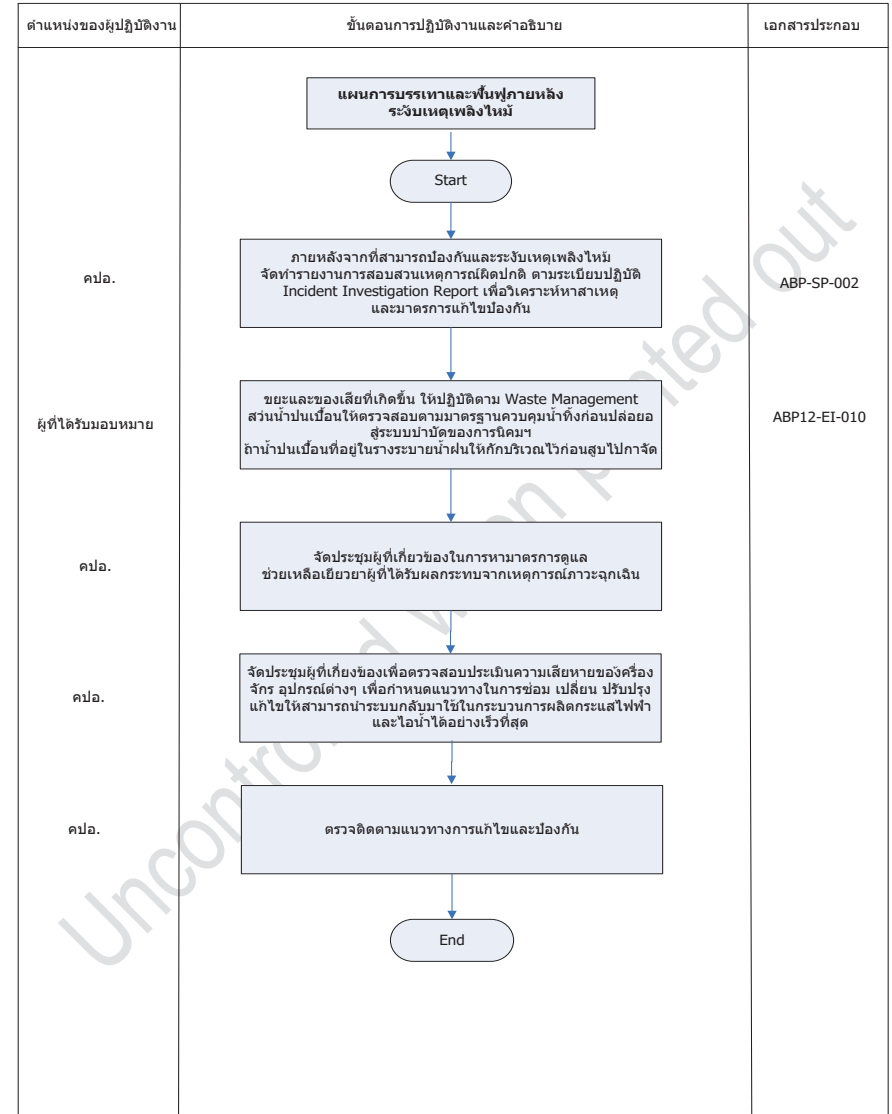 ตำแหน่งของผู้ปฏิบัติงาน
ขั้นตอนการปฏิบัติงานและคำอธิบาย
เอกสารประกอบ
แผนการบรรเทาและฟื้นฟูภายหลัง
ระงับเหตุเพลิงไหม้
Start
คปอ.
ภายหลังจากที่สามารถป้องกันและระงับเหตุเพลิงไหม้
จัดทำรายงานการสอบสวนเหตุการณ์ผิดปกติ ตามระเบียบปฏิบัติ
Incident Investigation Report เพื่อวิเคราะห์หาสาเหตุ
และมาตรการแก้ไขป้องกัน
ABP-SP-002
ผู้ที่ได้รับมอบหมาย
ขยะและของเสียที่เกิดขึ้น ให้ปฏิบัติตาม Waste Management
สว่นน้ำปนเปื้อนให้ตรวจสอบตามมาตรฐานควบคุมน้ำทิ้งก่อนปล่อยอ
สู่ระบบบำบัดของการนิคมฯ
ถ้าน้ำปนเปื้อนที่อยู่ในรางระบายน้ำฝนให้กักบริเวณไว้ก่อนสูบไปกาจัด
ABP12-EI-010
คปอ.
จัดประชุมผู้ที่เกี่ยวข้องในการหามาตรการดูแล
ช่วยเหลือเยียวยาผู้ที่ได้รับผลกระทบจากเหตุการณ์ภาวะฉุกเฉิน
คปอ.
จัดประชุมผู้ที่เกี่ยงข้องเพื่อตรวจสอบประเมินความเสียหายของครื่อง
จักร อุปกรณ์ต่างๆ เพื่อกำหนดแนวทางในการซ่อม เปลี่ยน ปรับปรุง
แก้ไขให้สามารถนำระบบกลับมาใช้ในกระบวนการผลิตกระแสไฟฟ้า
และไอน้ำได้อย่างเร็วที่สุด
คปอ.
ตรวจติดตามแนวทางการแก้ไขและป้องกัน
End
Uncontrolled when printed out